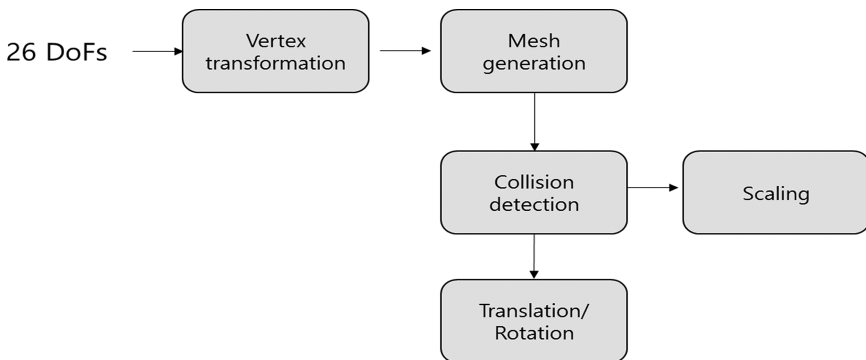 26 DoFs
Vertex
transformation
Mesh
generation
Collision
detection
Scaling
Translation/
Rotation